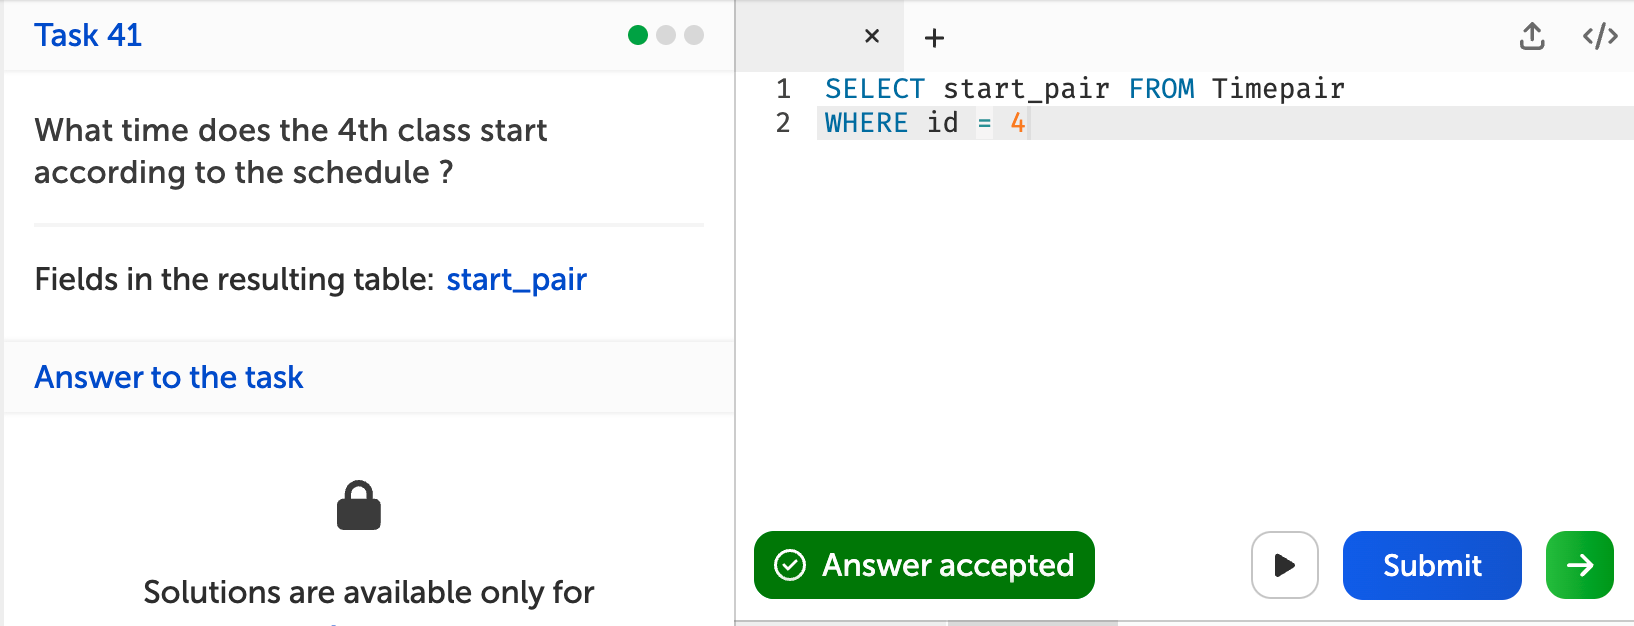 Task 41
What time does the 4th class start
according to the schedule ?
Fields in the resulting table: start_pair
Answer to the task
Solutions are available only for
1 SELECT start_pair FROM Timepair
2 WHERE id = 4
Answer accepted
Submit